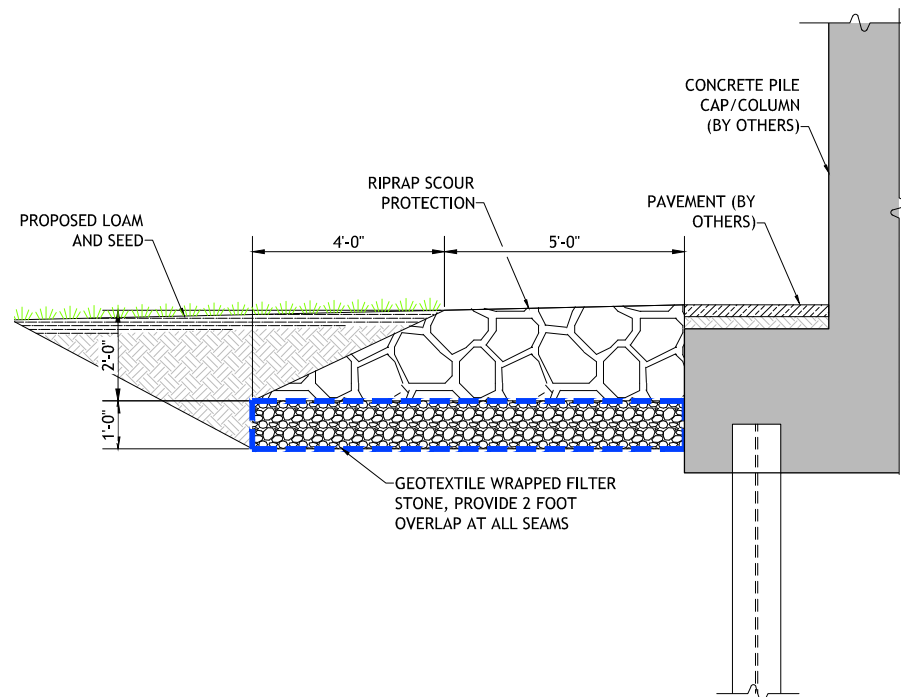 CONCRETE PILE
CAP/COLUMN
(BY OTHERS)
RIPRAP SCOUR
PROTECTION
PAVEMENT (BY
OTHERS)
PROPOSED LOAM
AND SEED
4'-0"
5'-0"
2'-0"
1'-0"
GEOTEXTILE WRAPPED FILTER
STONE, PROVIDE 2 FOOT
OVERLAP AT ALL SEAMS